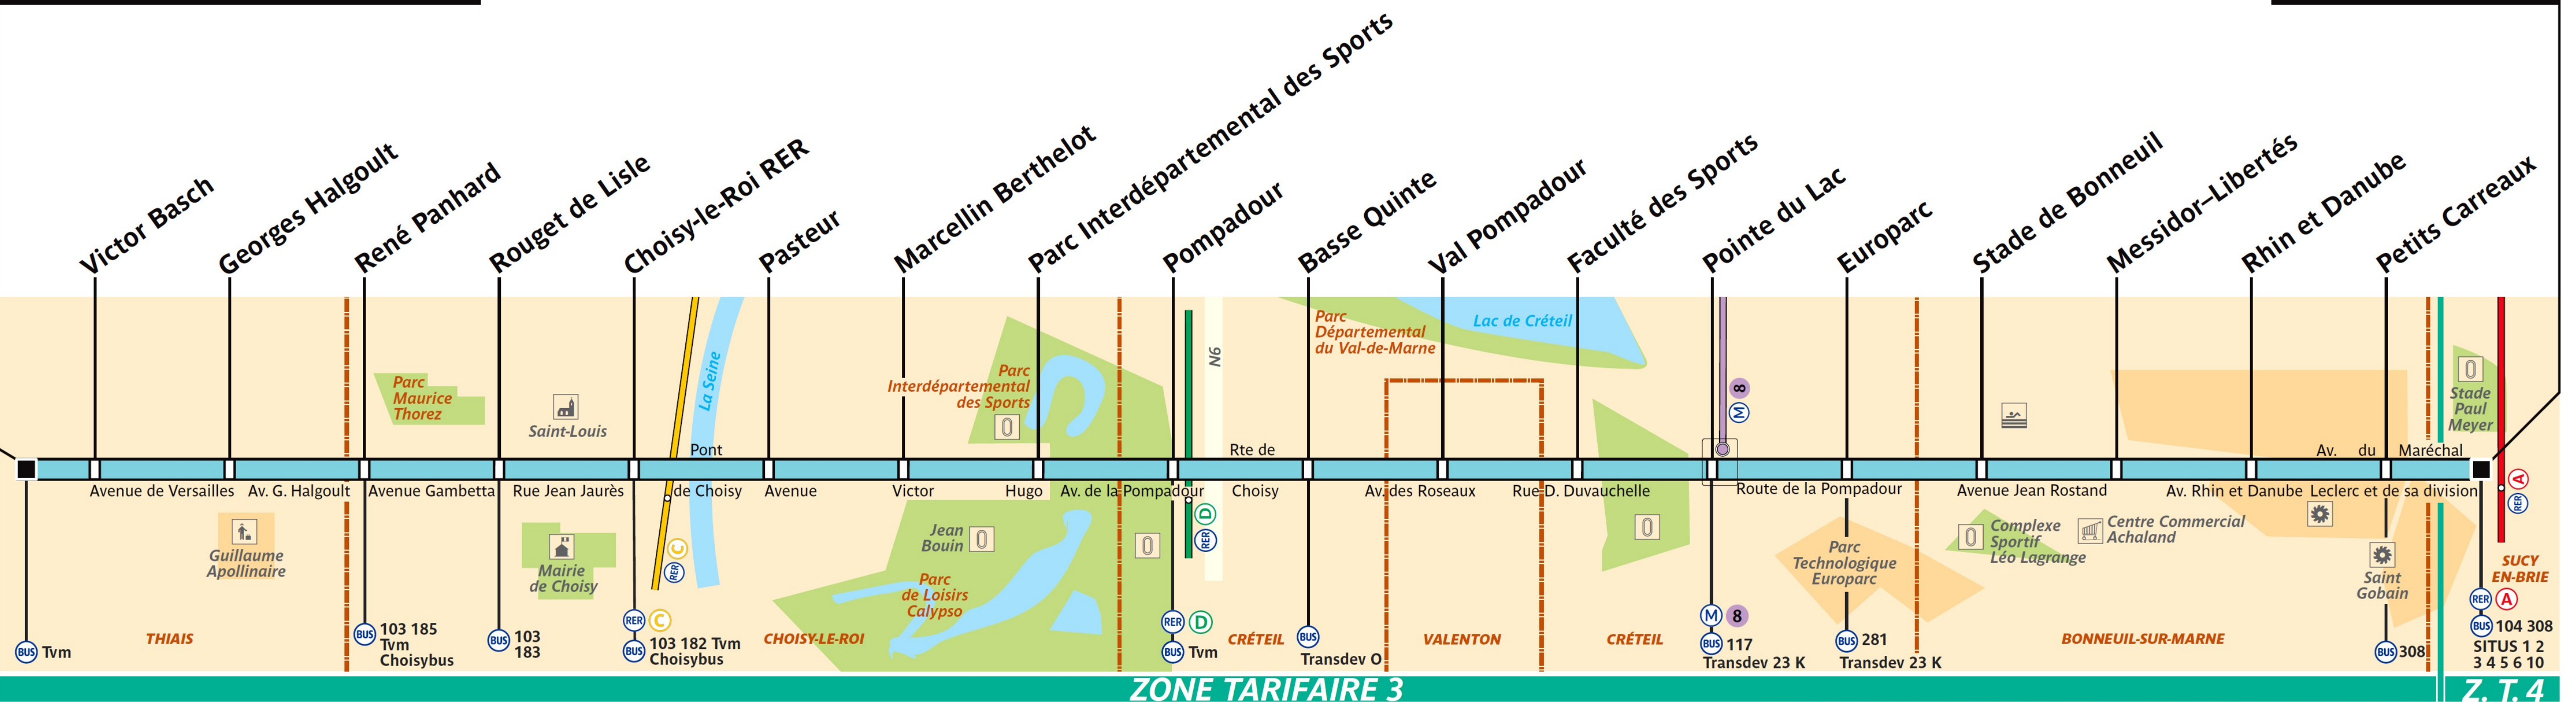 Victor Basch
Georges Halgoult
René Panhard
Rouget de Lisle
Choisy-le-Roi RER
Pasteur
Marcellin Berthelot
Parc Interdépartemental des Sports
Pompadour
Basse Quinte
Val Pompadour
Faculté des Sports
Pointe du Lac
Europarc
Stade de Bonneuil
Messidor–Libertés
Rhin et Danube
Petits Carreaux
Parc
Maurice
Thorez
Saint-Louis
La Seine
Parc
Interdépartemental
des Sports
N6
Parc
Départemental
du Val-de-Marne
Lac de Créteil
8
M
Stade
Paul
Meyer
Pont
Rte de
Av. du Maréchal
Avenue de Versailles
Av. G. Halgoult
Avenue Gambetta
Rue Jean Jaurès
de Choisy
Avenue
Victor
Hugo
Av. de la Pompadour
Choisy
Av. des Roseaux
Rue D. Duvauchelle
Route de la Pompadour
Avenue Jean Rostand
Av. Rhin et Danube
Leclerc et de sa division
Guillaume
Apollinaire
Mairie
de Choisy
C
RER
Jean
Bouin
Parc
de Loisirs
Calypso
D
RER
Parc
Technologique
Europarc
Complexe
Sportif
Léo Lagrange
Centre Commercial
Achaland
Saint
Gobain
A
RER
SUCY
EN-BRIE
BUS Tvm
THIAIS
BUS 103 185
Tvm
Choisybus
BUS 103
183
RER C
BUS 103 182 Tvm
Choisybus
CHOISY-LE-ROI
RER D
BUS Tvm
CRÉTEIL
BUS
Transdev O
VALENTON
CRÉTEIL
M 8
BUS 117
Transdev 23 K
BUS 281
Transdev 23 K
BONNEUIL-SUR-MARNE
BUS 308
RER A
BUS 104 308
SITUS 1 2
3 4 5 6 10
ZONE TARIFAIRE 3
Z. T. 4